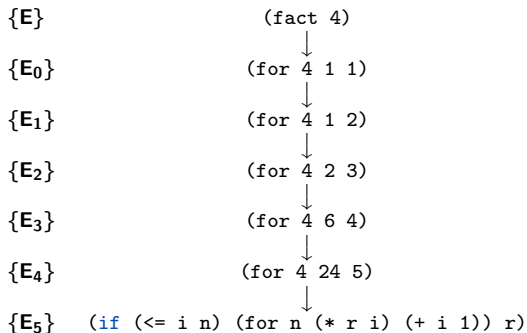 {E} (fact 4)
{E₀} (for 4 1 1)
{E₁} (for 4 1 2)
{E₂} (for 4 2 3)
{E₃} (for 4 6 4)
{E₄} (for 4 24 5)
{E₅} (if (<= i n) (for n (* r i) (+ i 1)) r)